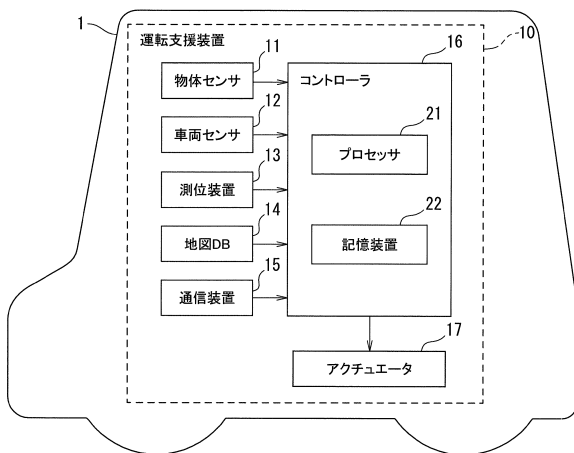 1
運転支援装置
10
11
物体センサ
12
車両センサ
13
測位装置
14
地図DB
15
通信装置
16
コントローラ
21
プロセッサ
22
記憶装置
17
アクチュエータ